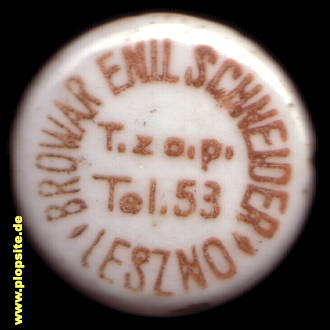 BROWAR EMIL SCHNEIDER
T. z o. p.
Tel. 53
LESZNO
www.plopsite.de